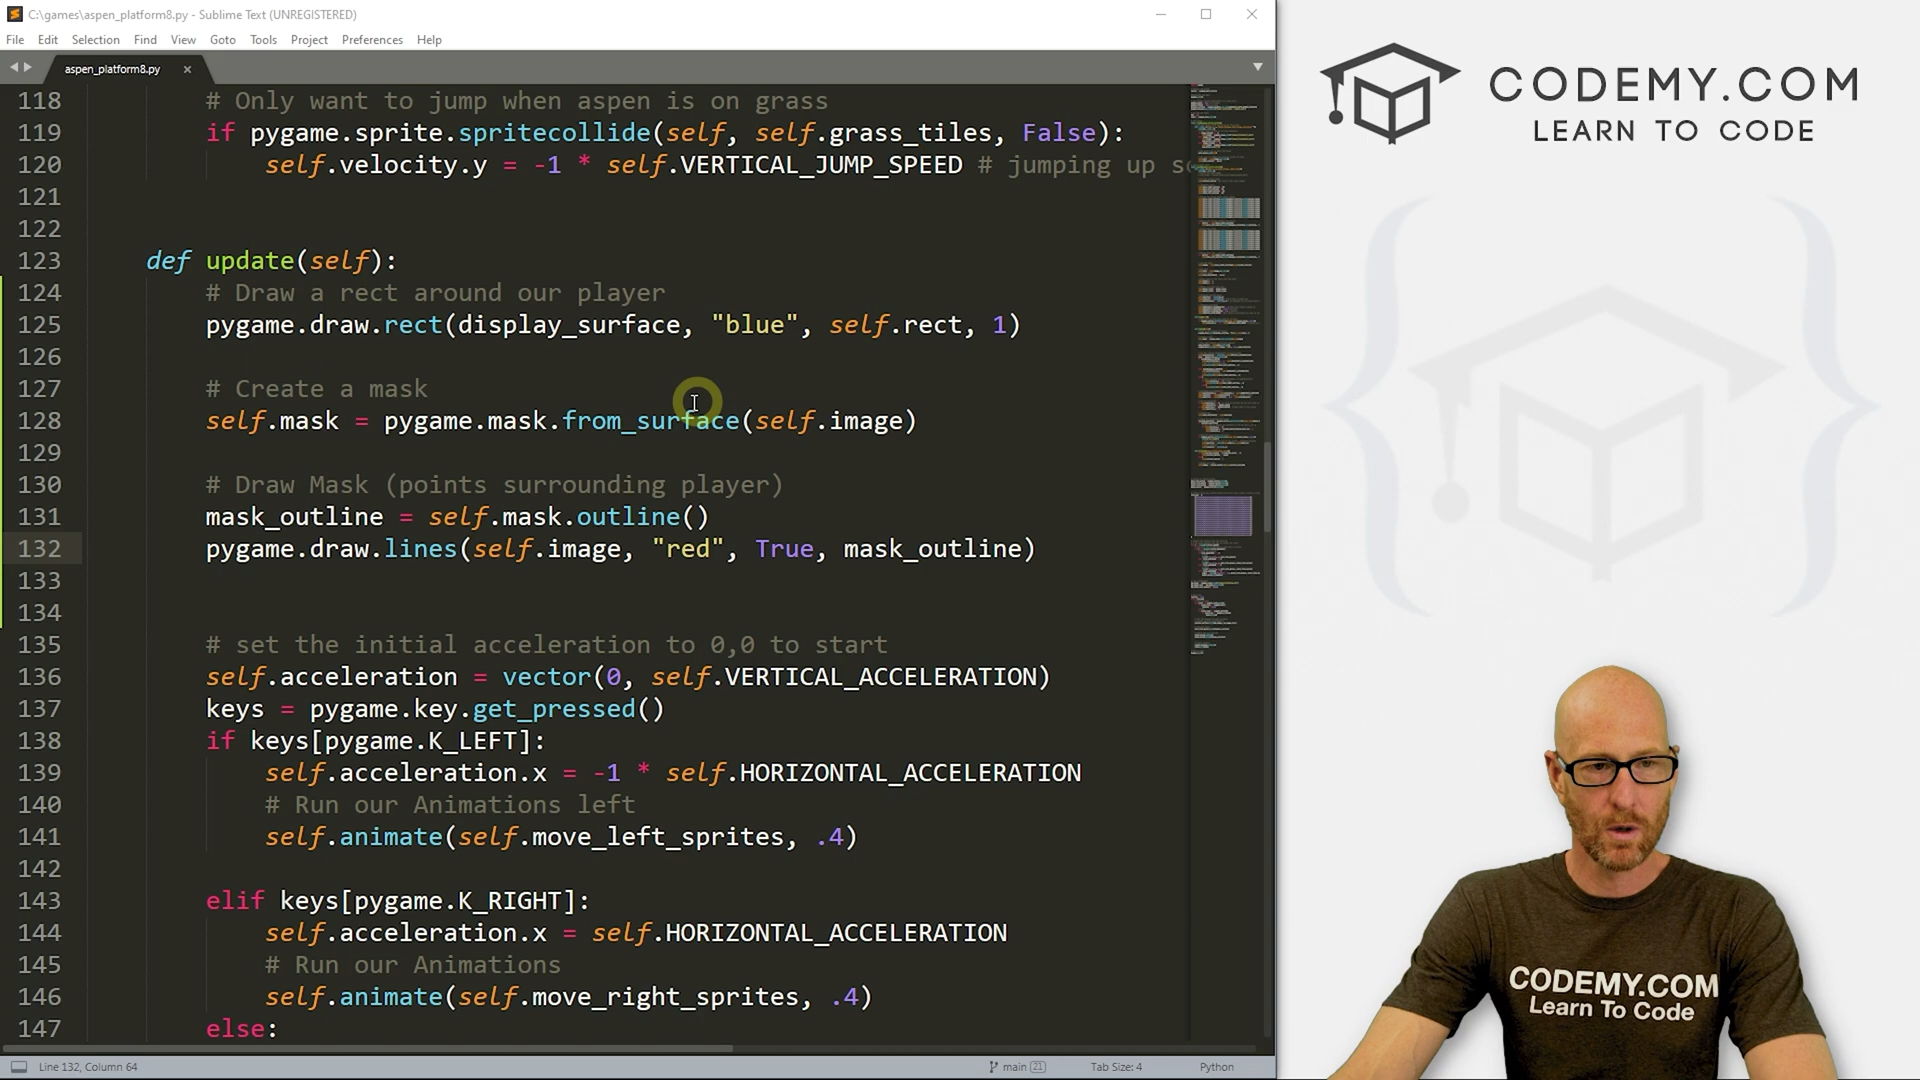 C:\games\aspen_platform8.py - Sublime Text (UNREGISTERED)
File Edit Selection Find View Goto Tools Project Preferences Help
aspen_platform8.py
118 # Only want to jump when aspen is on grass
119 if pygame.sprite.spritecollide(self, self.grass_tiles, False):
120 self.velocity.y = -1 * self.VERTICAL_JUMP_SPEED # jumping up s
121
122
123 def update(self):
124 # Draw a rect around our player
125 pygame.draw.rect(display_surface, "blue", self.rect, 1)
126
127 # Create a mask
128 self.mask = pygame.mask.from_surface(self.image)
129
130 # Draw Mask (points surrounding player)
131 mask_outline = self.mask.outline()
132 pygame.draw.lines(self.image, "red", True, mask_outline)
133
134
135 # set the initial acceleration to 0,0 to start
136 self.acceleration = vector(0, self.VERTICAL_ACCELERATION)
137 keys = pygame.key.get_pressed()
138 if keys[pygame.K_LEFT]:
139 self.acceleration.x = -1 * self.HORIZONTAL_ACCELERATION
140 # Run our Animations left
141 self.animate(self.move_left_sprites, .4)
142
143 elif keys[pygame.K_RIGHT]:
144 self.acceleration.x = self.HORIZONTAL_ACCELERATION
145 # Run our Animations
146 self.animate(self.move_right_sprites, .4)
147 else:
Line 132, Column 64
main 21
Tab Size: 4
Python
CODEMY.COM
LEARN TO CODE
CODEMY.COM
Learn To Code